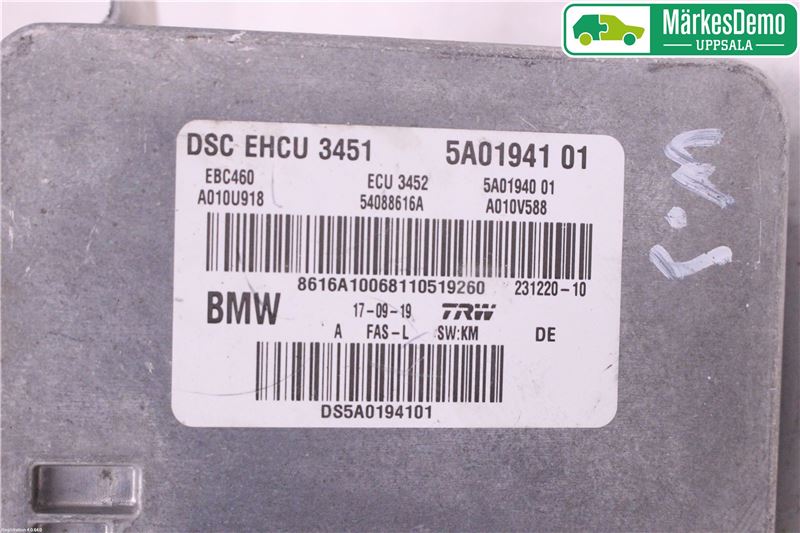 MärkesDemo
UPPSALA
DSC EHCU 3451 5A01941 01
EBC460 ECU 3452 5A01940 01
A010U918 54088616A A010V588
8616A10068110519260 231220-10
BMW 17-09-19 TRW
A FAS-L SW:KM DE
DS5A0194101